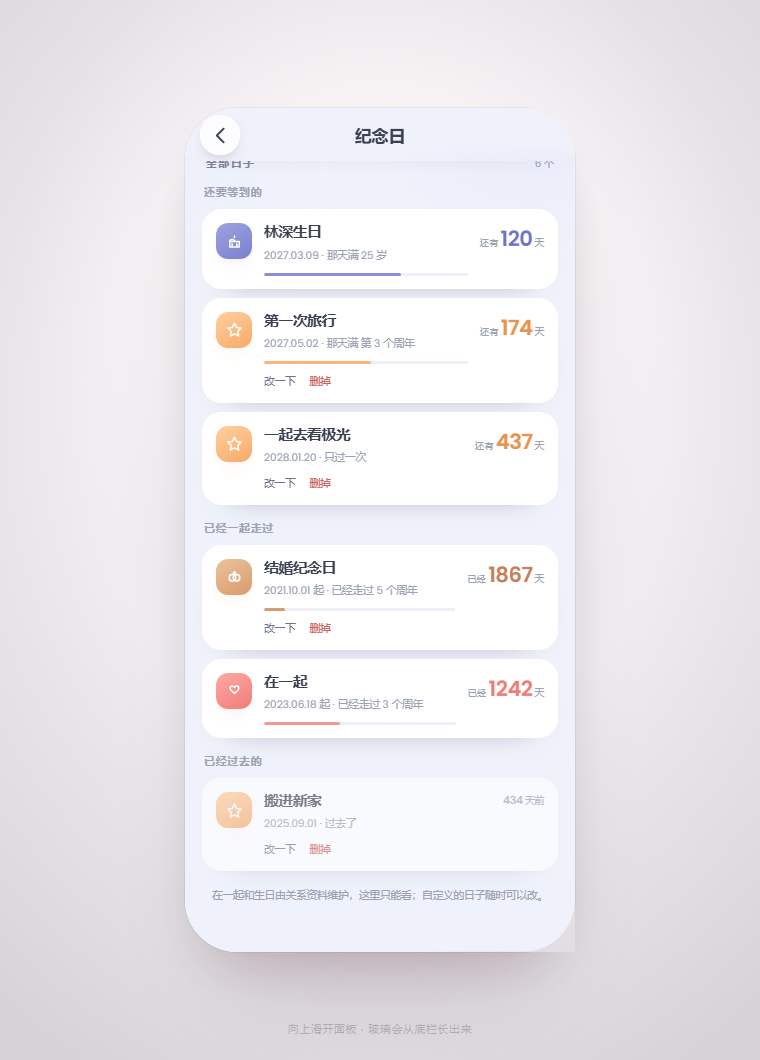 纪念日
全部日子 6 个
还要等到的
林深生日
还有 120 天
2027.03.09 · 那天满 25 岁
第一次旅行
还有 174 天
2027.05.02 · 那天满 第 3 个周年
改一下 删掉
一起去看极光
还有 437 天
2028.01.20 · 只过一次
改一下 删掉
已经一起走过
结婚纪念日
已经 1867 天
2021.10.01 起 · 已经走过 5 个周年
改一下 删掉
在一起
已经 1242 天
2023.06.18 起 · 已经走过 3 个周年
已经过去的
搬进新家
434 天前
2025.09.01 · 过去了
改一下 删掉
在一起和生日由关系资料维护，这里只能看；自定义的日子随时可以改。
向上滑开面板 · 玻璃会从底栏长出来